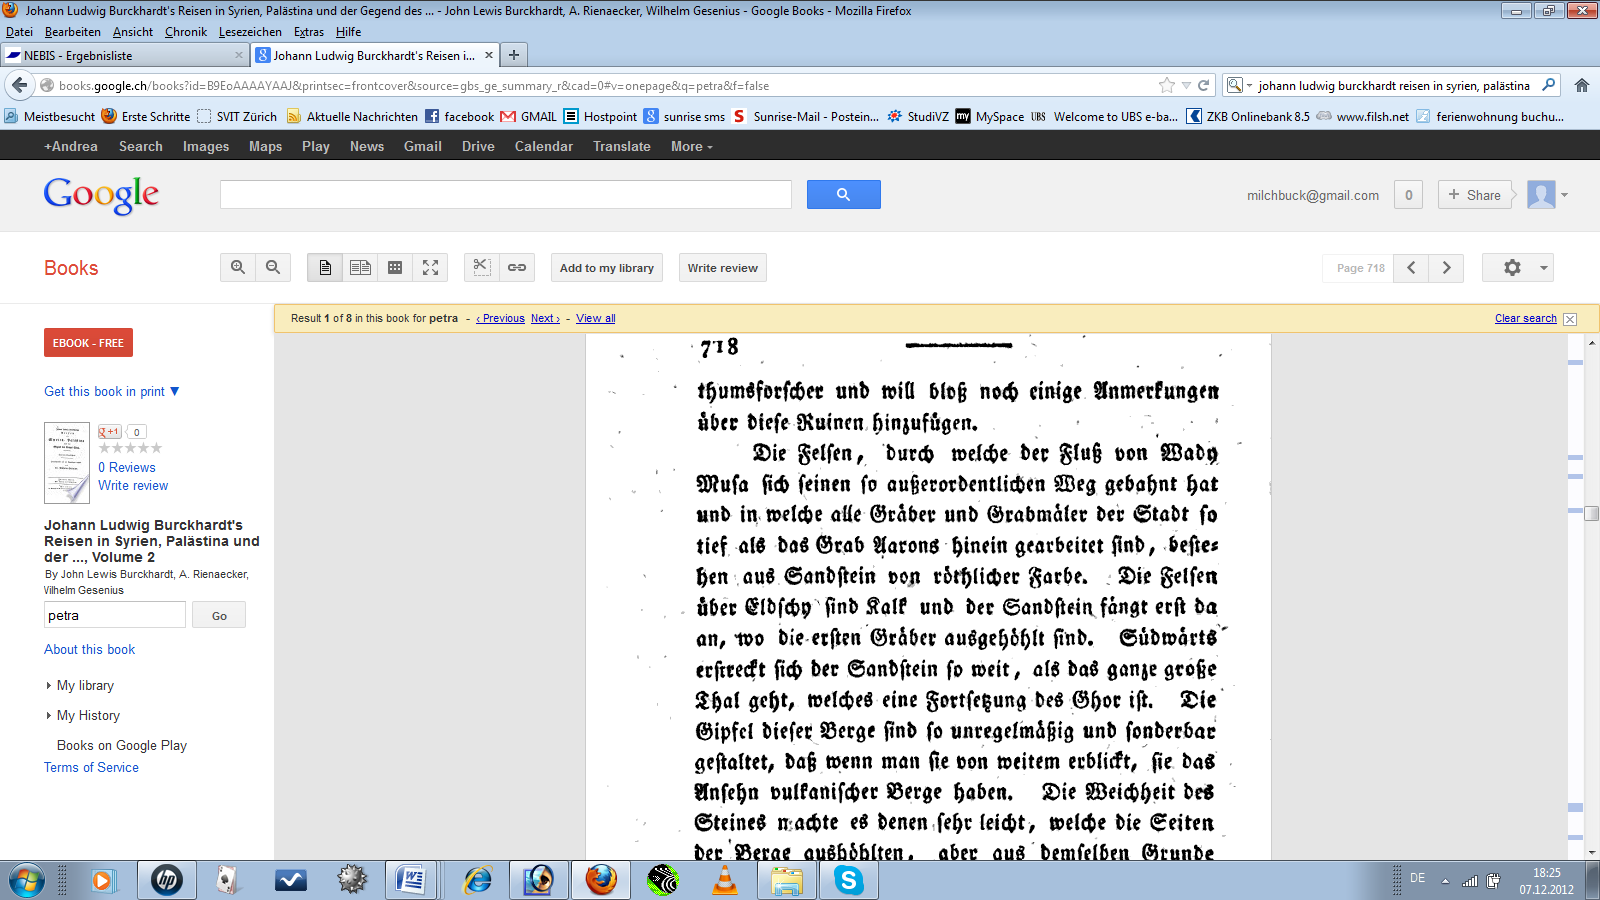 Johann Ludwig Burckhardt's Reisen in Syrien, Palästina und der Gegend des ... - John Lewis Burckhardt, A. Rienaecker, Wilhelm Gesenius - Google Books - Mozilla Firefox
Datei Bearbeiten Ansicht Chronik Lesezeichen Extras Hilfe
NEBIS - Ergebnisliste
Johann Ludwig Burckhardt's Reisen i...
books.google.ch/books?id=B9EoAAAAYAAJ&printsec=frontcover&source=gbs_ge_summary_r&cad=0#v=onepage&q=petra&f=false
johann ludwig burckhardt reisen in syrien, palästina
Meistbesucht Erste Schritte SVIT Zürich Aktuelle Nachrichten facebook GMAIL Hostpoint sunrise sms Sunrise-Mail - Postein... StudiVZ MySpace UBS Welcome to UBS e-ba... ZKB Onlinebank 8.5 www.filsh.net ferienwohnung buchu...
+Andrea Search Images Maps Play News Gmail Drive Calendar Translate More
Google
milchbuck@gmail.com 0 + Share
Books
Add to my library Write review
Page 718
Result 1 of 8 in this book for petra - ‹ Previous Next › - View all
Clear search
EBOOK - FREE
Get this book in print ▼
+1 0
0 Reviews
Write review
Johann Ludwig Burckhardt's
Reisen in Syrien, Palästina und
der ..., Volume 2
By John Lewis Burckhardt, A. Rienaecker,
Wilhelm Gesenius
petra Go
About this book
My library
My History
Books on Google Play
Terms of Service
718
thumsforscher und will bloß noch einige Anmerkungen
über diese Ruinen hinzufügen.
Die Felsen, durch welche der Fluß von Wady
Musa sich seinen so außerordentlichen Weg gebahnt hat
und in welche alle Gräber und Grabmäler der Stadt so
tief als das Grab Aarons hinein gearbeitet sind, beste-
hen aus Sandstein von röthlicher Farbe. Die Felsen
über Eldschy sind Kalk und der Sandstein fängt erst da
an, wo die ersten Gräber ausgehöhlt sind. Südwärts
erstreckt sich der Sandstein so weit, als das ganze große
Thal geht, welches eine Fortsetzung des Ghor ist. Die
Gipfel dieser Berge sind so unregelmäßig und sonderbar
gestaltet, daß wenn man sie von weitem erblickt, sie das
Ansehn vulkanischer Berge haben. Die Weichheit des
Steines machte es denen sehr leicht, welche die Seiten
der Berge aushöhlten, aber aus demselben Grunde
DE
18:25
07.12.2012